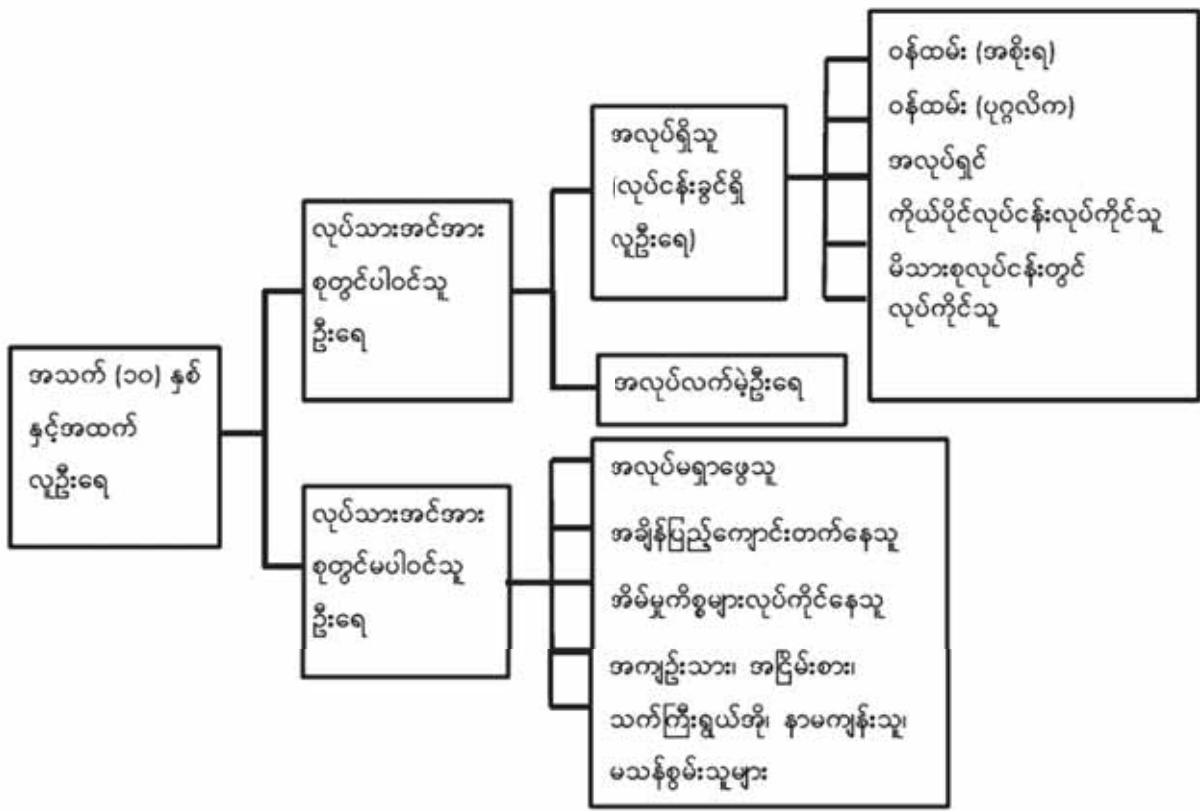 အသက် (၁၀) နှစ်
နှင့်အထက်
လူဦးရေ
လုပ်သားအင်အား
စုတွင်ပါဝင်သူ
ဦးရေ
အလုပ်ရှိသူ
(လုပ်ငန်းခွင်ရှိ
လူဦးရေ)
ဝန်ထမ်း (အစိုးရ)
ဝန်ထမ်း (ပုဂ္ဂလိက)
အလုပ်ရှင်
ကိုယ်ပိုင်လုပ်ငန်းလုပ်ကိုင်သူ
မိသားစုလုပ်ငန်းတွင်
လုပ်ကိုင်သူ
အလုပ်လက်မဲ့ဦးရေ
လုပ်သားအင်အား
စုတွင်မပါဝင်သူ
ဦးရေ
အလုပ်မရှာဖွေသူ
အချိန်ပြည့်ကျောင်းတက်နေသူ
အိမ်မှုကိစ္စများလုပ်ကိုင်နေသူ
အကျဉ်းသား၊ အငြိမ်းစား၊
သက်ကြီးရွယ်အို၊ နာမကျန်းသူ၊
မသန်စွမ်းသူများ